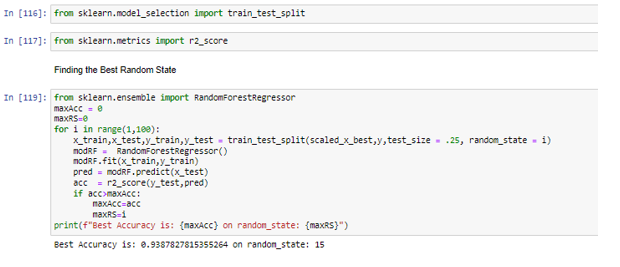 In [116]: from sklearn.model_selection import train_test_split
In [117]: from sklearn.metrics import r2_score
Finding the Best Random State
In [119]: from sklearn.ensemble import RandomForestRegressor
maxAcc = 0
maxRS=0
for i in range(1,100):
    x_train,x_test,y_train,y_test = train_test_split(scaled_x_best,y,test_size = .25, random_state = i)
    modRF =  RandomForestRegressor()
    modRF.fit(x_train,y_train)
    pred = modRF.predict(x_test)
    acc  = r2_score(y_test,pred)
    if acc>maxAcc:
        maxAcc=acc
        maxRS=i
print(f"Best Accuracy is: {maxAcc} on random_state: {maxRS}")
Best Accuracy is: 0.9387827815355264 on random_state: 15